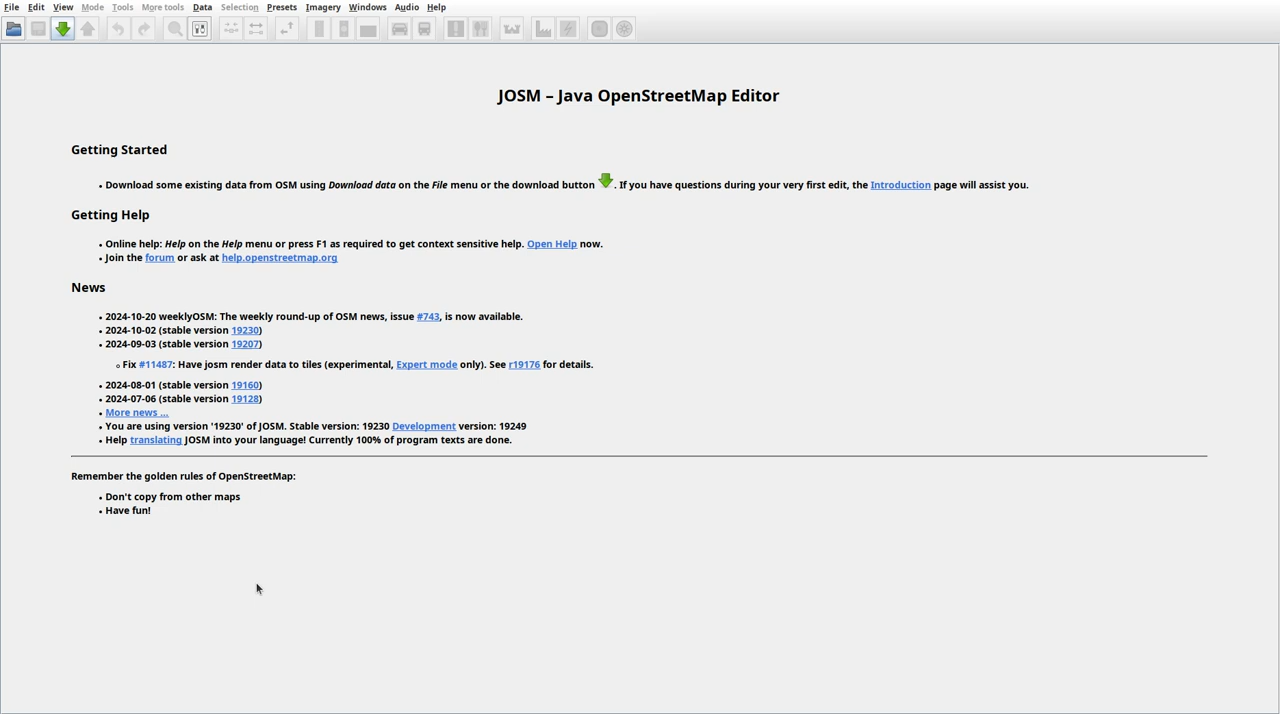 File Edit View Mode Tools More tools Data Selection Presets Imagery Windows Audio Help
JOSM – Java OpenStreetMap Editor
Getting Started
• Download some existing data from OSM using Download data on the File menu or the download button . If you have questions during your very first edit, the Introduction page will assist you.
Getting Help
• Online help: Help on the Help menu or press F1 as required to get context sensitive help. Open Help now.
• Join the forum or ask at help.openstreetmap.org
News
• 2024-10-20 weeklyOSM: The weekly round-up of OSM news, issue #743, is now available.
• 2024-10-02 (stable version 19230)
• 2024-09-03 (stable version 19207)
◦ Fix #11487: Have josm render data to tiles (experimental, Expert mode only). See r19176 for details.
• 2024-08-01 (stable version 19160)
• 2024-07-06 (stable version 19128)
• More news ...
• You are using version '19230' of JOSM. Stable version: 19230 Development version: 19249
• Help translating JOSM into your language! Currently 100% of program texts are done.
Remember the golden rules of OpenStreetMap:
• Don't copy from other maps
• Have fun!